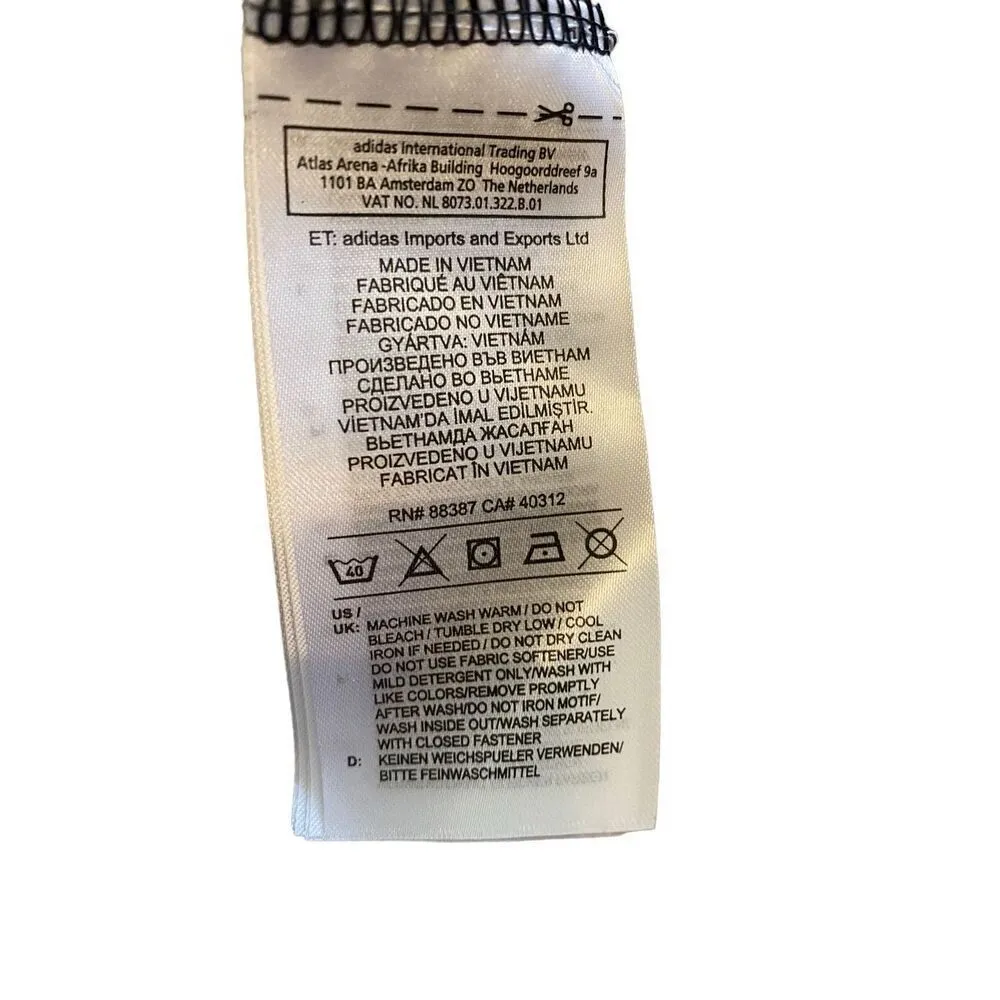 adidas International Trading BV
Atlas Arena -Afrika Building Hoogoorddreef 9a
1101 BA Amsterdam ZO The Netherlands
VAT NO. NL 8073.01.322.B.01
ET: adidas Imports and Exports Ltd
MADE IN VIETNAM
FABRIQUÉ AU VIÊTNAM
FABRICADO EN VIETNAM
FABRICADO NO VIETNAME
GYÁRTVA: VIETNÁM
ПРОИЗВЕДЕНО ВЪВ ВИЕТНАМ
СДЕЛАНО ВО ВЬЕТНАМЕ
PROIZVEDENO U VIJETNAMU
VİETNAM'DA İMAL EDİLMİŞTİR.
ВЬЕТНАМДА ЖАСАЛҒАН
PROIZVEDENO U VIJETNAMU
FABRICAT ÎN VIETNAM
RN# 88387 CA# 40312
40
US /
UK: MACHINE WASH WARM / DO NOT
BLEACH / TUMBLE DRY LOW / COOL
IRON IF NEEDED / DO NOT DRY CLEAN
DO NOT USE FABRIC SOFTENER/USE
MILD DETERGENT ONLY/WASH WITH
LIKE COLORS/REMOVE PROMPTLY
AFTER WASH/DO NOT IRON MOTIF/
WASH INSIDE OUT/WASH SEPARATELY
WITH CLOSED FASTENER
D: KEINEN WEICHSPUELER VERWENDEN/
BITTE FEINWASCHMITTEL